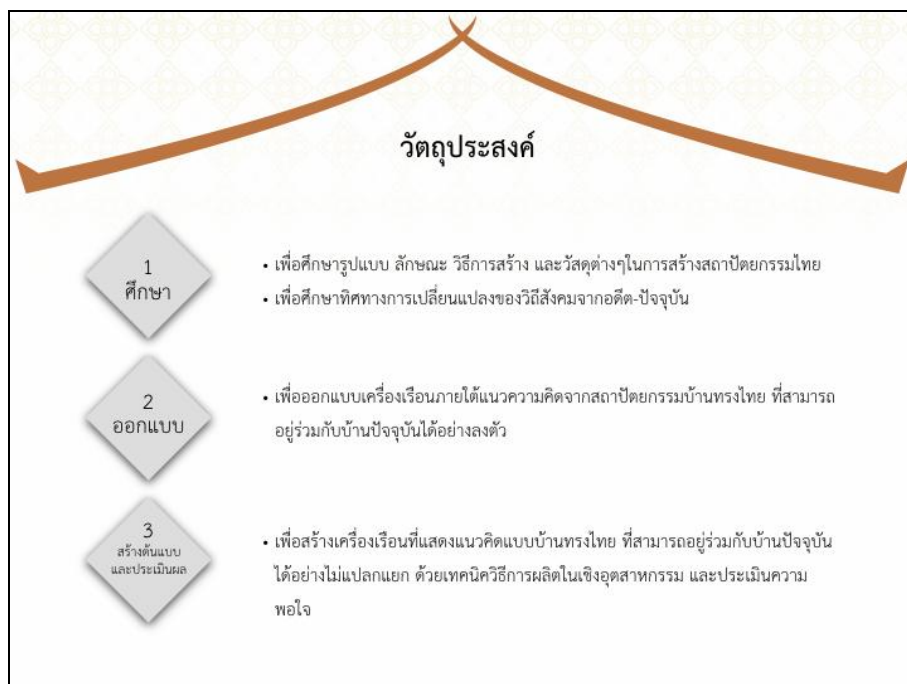 วัตถุประสงค์
1
ศึกษา
• เพื่อศึกษารูปแบบ ลักษณะ วิธีการสร้าง และวัสดุต่างๆในการสร้างสถาปัตยกรรมไทย
• เพื่อศึกษาทิศทางการเปลี่ยนแปลงของวิถีสังคมจากอดีต-ปัจจุบัน
2
ออกแบบ
• เพื่อออกแบบเครื่องเรือนภายใต้แนวความคิดจากสถาปัตยกรรมบ้านทรงไทย ที่สามารถ
อยู่ร่วมกับบ้านปัจจุบันได้อย่างลงตัว
3
สร้างต้นแบบ
และประเมินผล
• เพื่อสร้างเครื่องเรือนที่แสดงแนวคิดแบบบ้านทรงไทย ที่สามารถอยู่ร่วมกับบ้านปัจจุบัน
ได้อย่างไม่แปลกแยก ด้วยเทคนิควิธีการผลิตในเชิงอุตสาหกรรม และประเมินความ
พอใจ